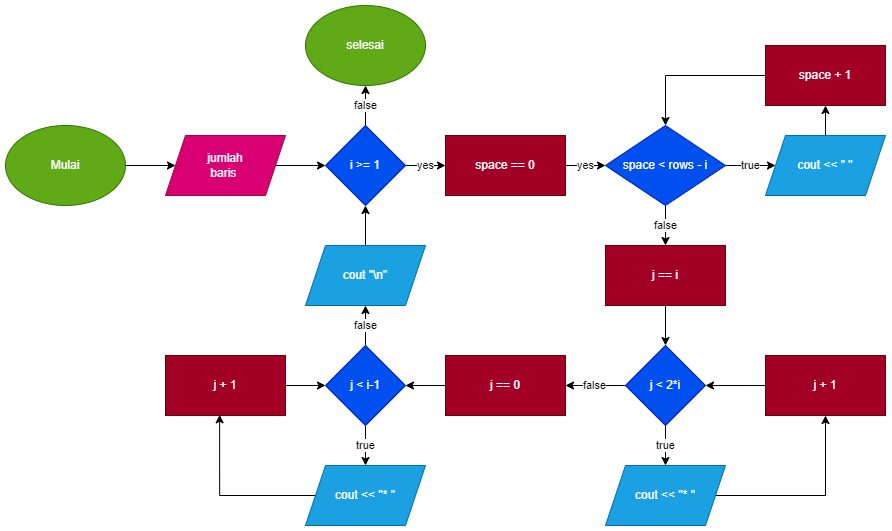 selesai
false
space + 1
Mulai
jumlah
baris
i >= 1
yes
space == 0
yes
space < rows - i
true
cout << " "
false
cout "\n"
j == i
false
j + 1
j < i-1
j == 0
false
j < 2*i
j + 1
true
true
cout << "* "
cout << "* "